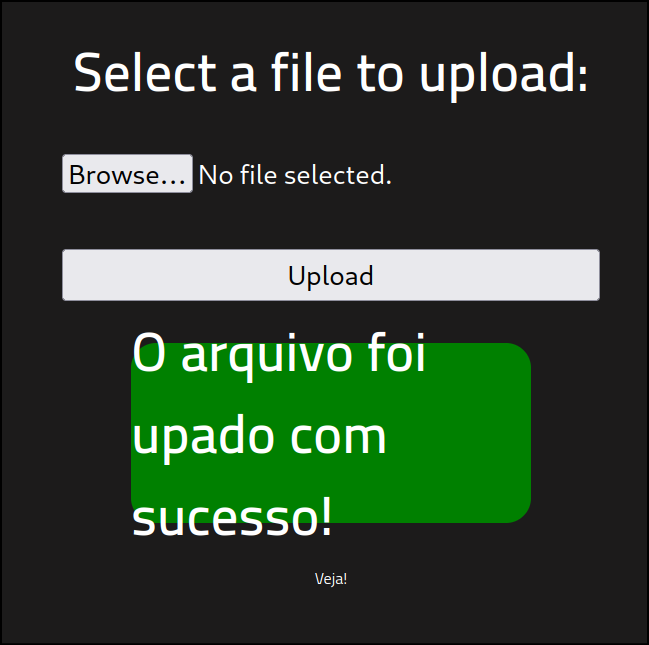 Select a file to upload:
Browse... No file selected.
Upload
O arquivo foi
upado com
sucesso!
Veja!